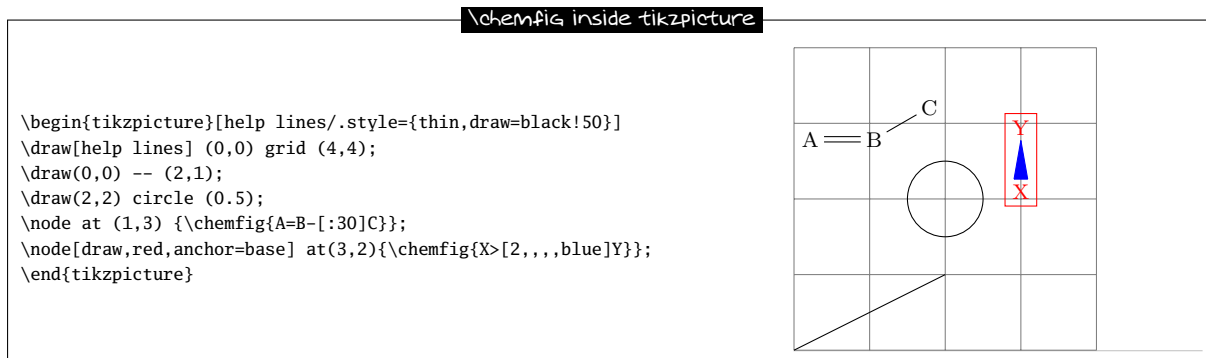 \chemfig inside tikzpicture
\begin{tikzpicture}[help lines/.style={thin,draw=black!50}]
\draw[help lines] (0,0) grid (4,4);
\draw(0,0) -- (2,1);
\draw(2,2) circle (0.5);
\node at (1,3) {\chemfig{A=B-[:30]C}};
\node[draw,red,anchor=base] at(3,2){\chemfig{X>[2,,,,blue]Y}};
\end{tikzpicture}
C
A B
Y
X